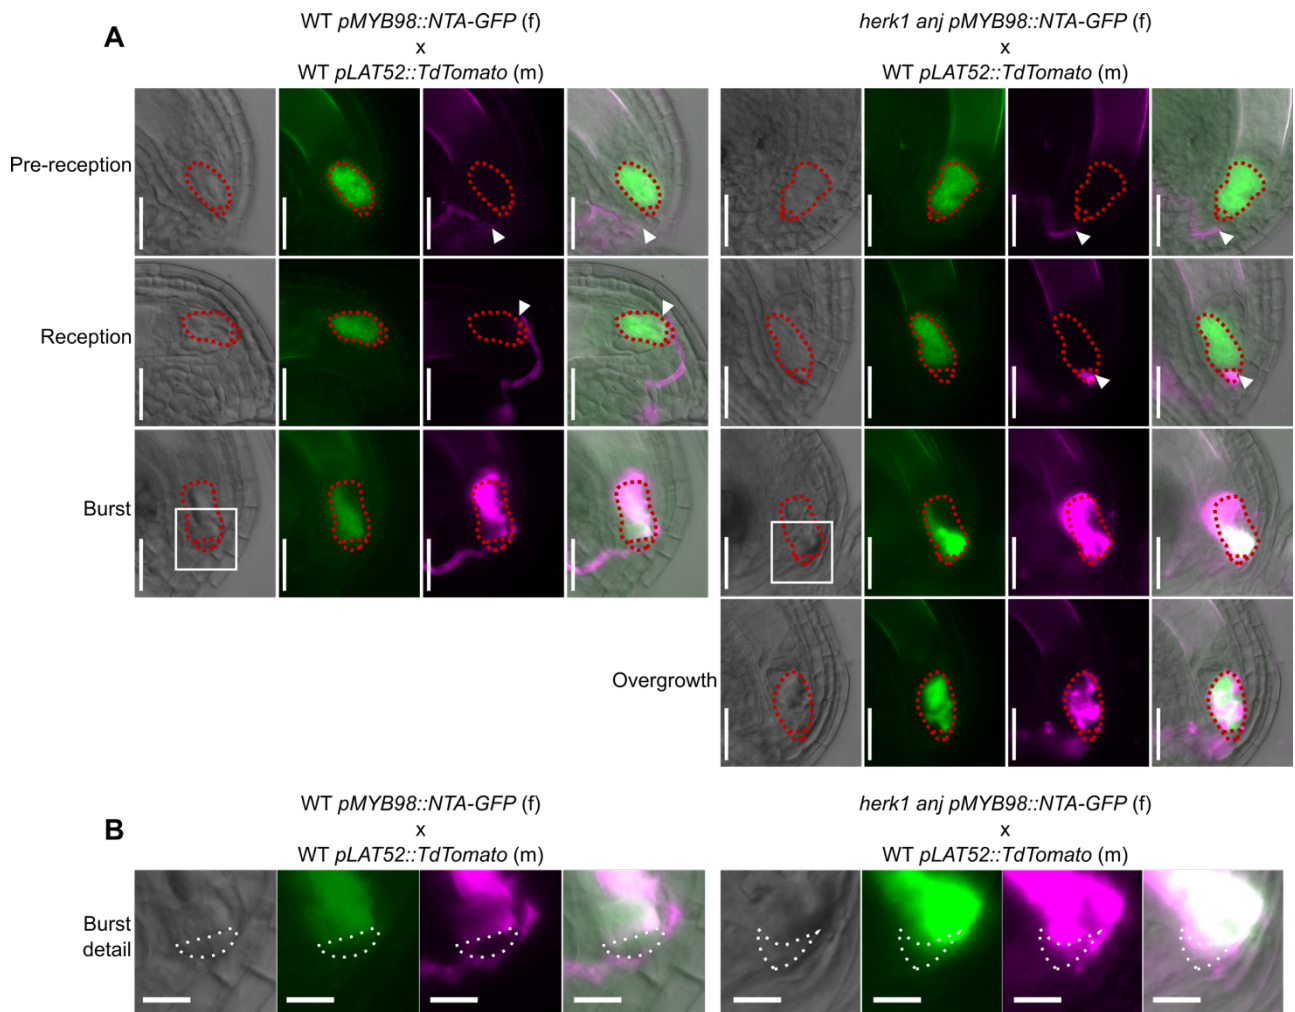 A
WT pMYB98::NTA-GFP (f)
x
WT pLAT52::TdTomato (m)
herk1 anj pMYB98::NTA-GFP (f)
x
WT pLAT52::TdTomato (m)
Pre-reception
Reception
Burst
Overgrowth
B
WT pMYB98::NTA-GFP (f)
x
WT pLAT52::TdTomato (m)
herk1 anj pMYB98::NTA-GFP (f)
x
WT pLAT52::TdTomato (m)
Burst
detail